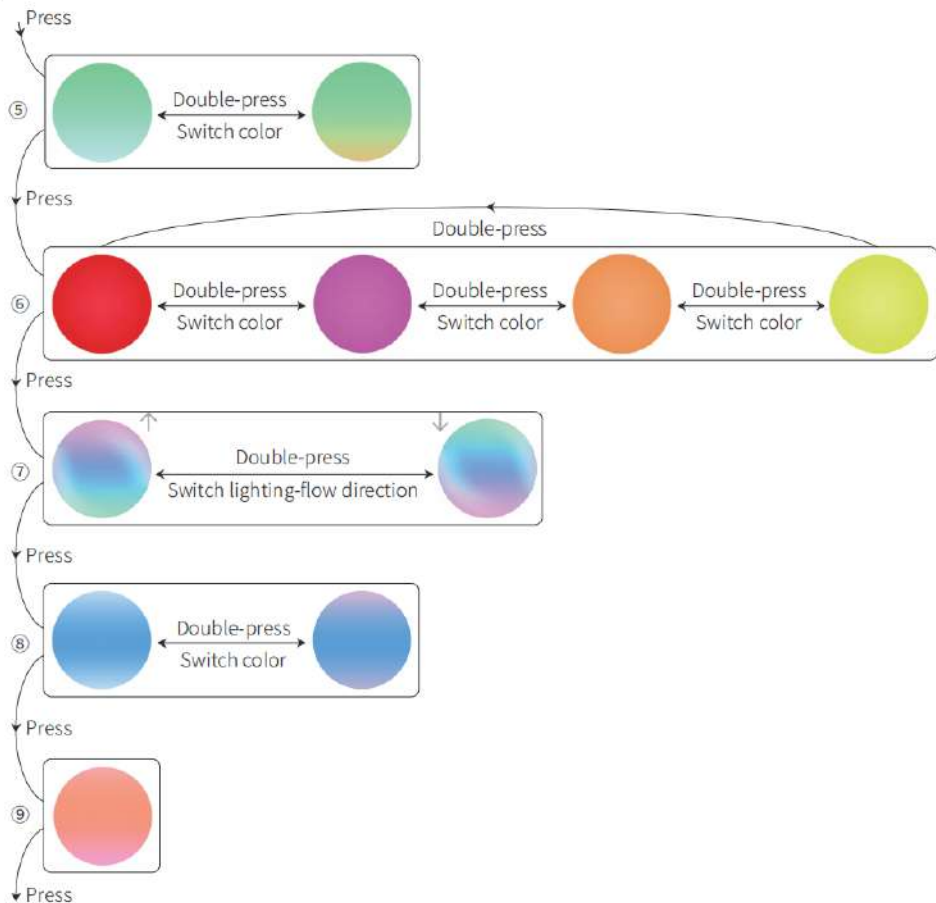 Press
⑤
Double-press
Switch color
Press
Double-press
⑥
Double-press
Switch color
Double-press
Switch color
Double-press
Switch color
Press
⑦
Double-press
Switch lighting-flow direction
Press
⑧
Double-press
Switch color
Press
⑨
Press